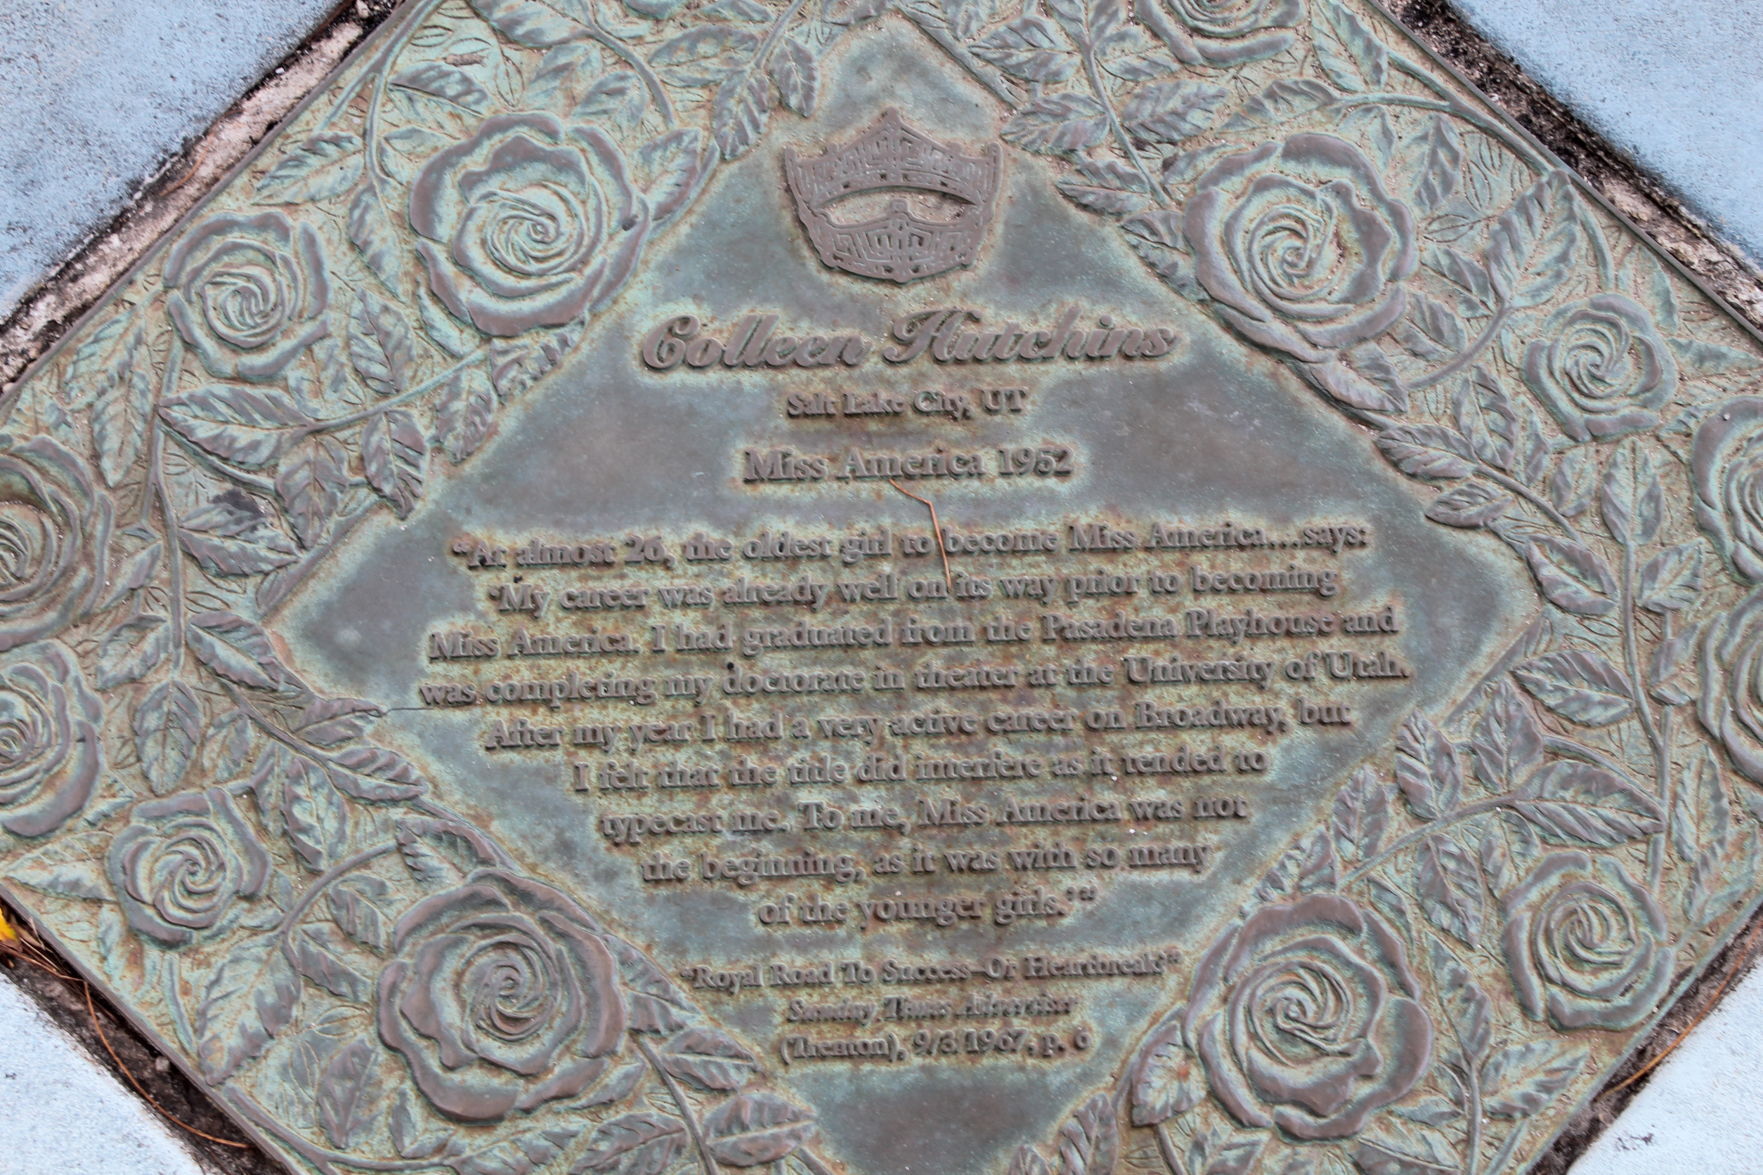 Colleen Hutchins
Salt Lake City, UT
Miss America 1952
"At almost 26, the oldest girl to become Miss America....says:
'My career was already well on its way prior to becoming
Miss America. I had graduated from the Pasadena Playhouse and
was completing my doctorate in theater at the University of Utah.
After my year I had a very active career on Broadway, but
I felt that the title did interfere as it tended to
typecast me. To me, Miss America was not
the beginning, as it was with so many
of the younger girls.'"
"Royal Road To Success–Or Heartbreak"
Sunday Times Advertiser
(Trenton), 9/3/1967, p. 6